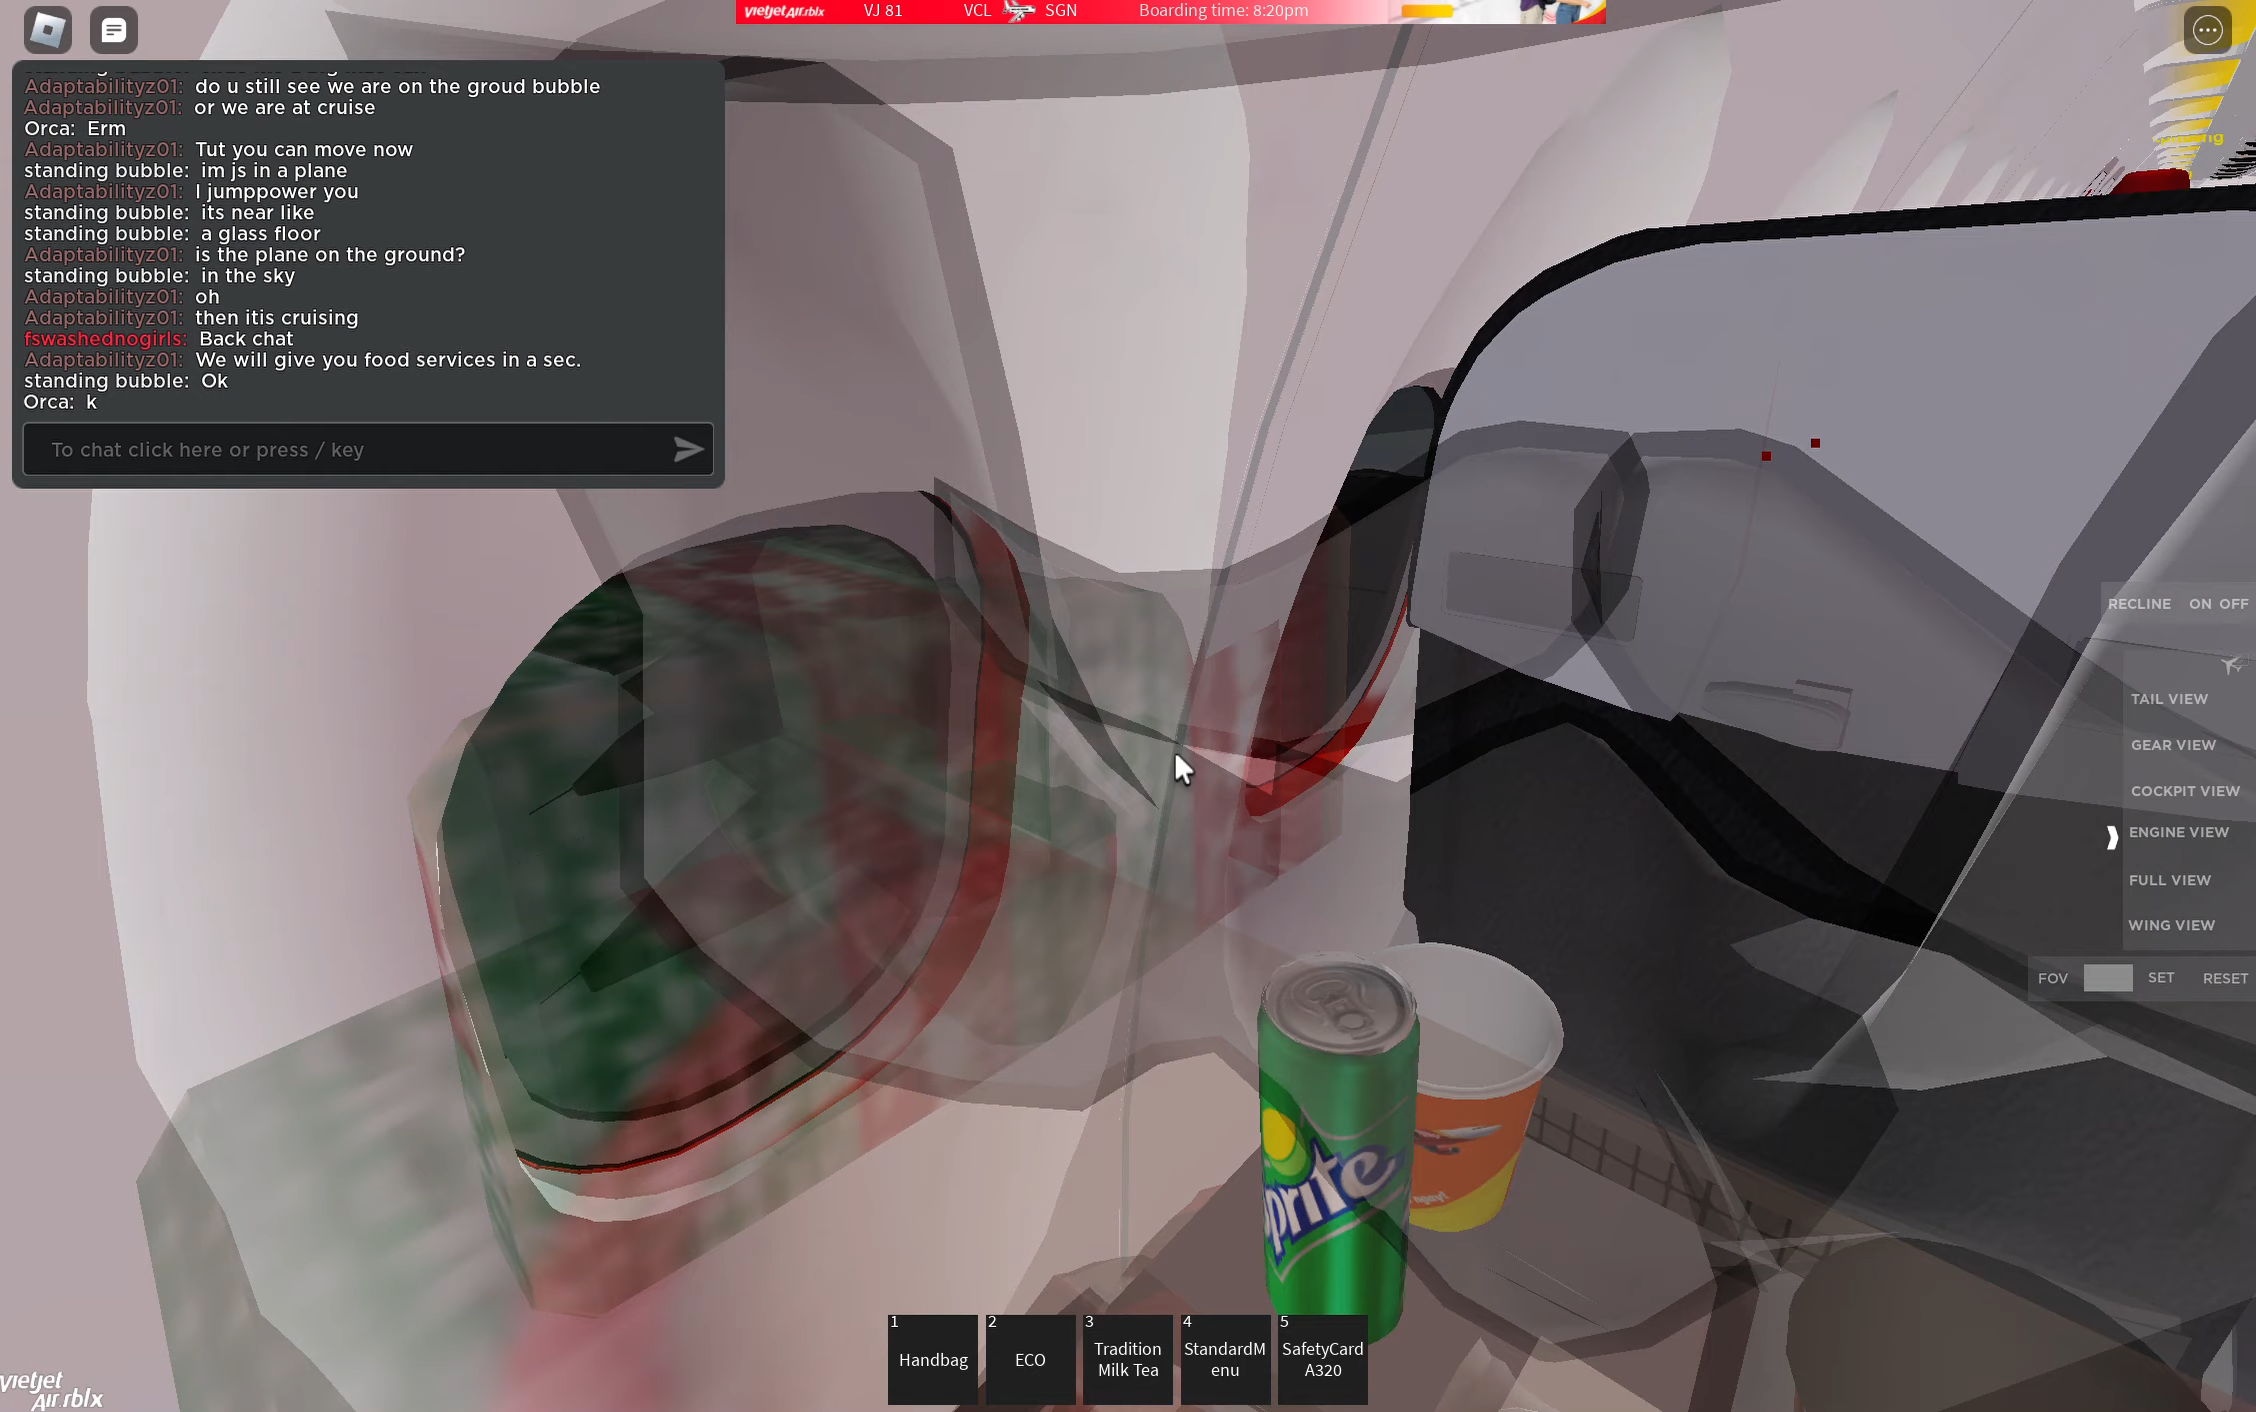 vietjetAir.rblx VJ 81 VCL SGN Boarding time: 8:20pm
Adaptabilityz01: do u still see we are on the groud bubble
Adaptabilityz01: or we are at cruise
Orca: Erm
Adaptabilityz01: Tut you can move now
standing bubble: im js in a plane
Adaptabilityz01: I jumppower you
standing bubble: its near like
standing bubble: a glass floor
Adaptabilityz01: is the plane on the ground?
standing bubble: in the sky
Adaptabilityz01: oh
Adaptabilityz01: then itis cruising
fswashednogirls: Back chat
Adaptabilityz01: We will give you food services in a sec.
standing bubble: Ok
Orca: k
To chat click here or press / key
RECLINE ON OFF
TAIL VIEW
GEAR VIEW
COCKPIT VIEW
ENGINE VIEW
FULL VIEW
WING VIEW
FOV SET RESET
Sprite
1
Handbag
2
ECO
3
Tradition
Milk Tea
4
StandardM
enu
5
SafetyCard
A320
vietjet
Air.rblx